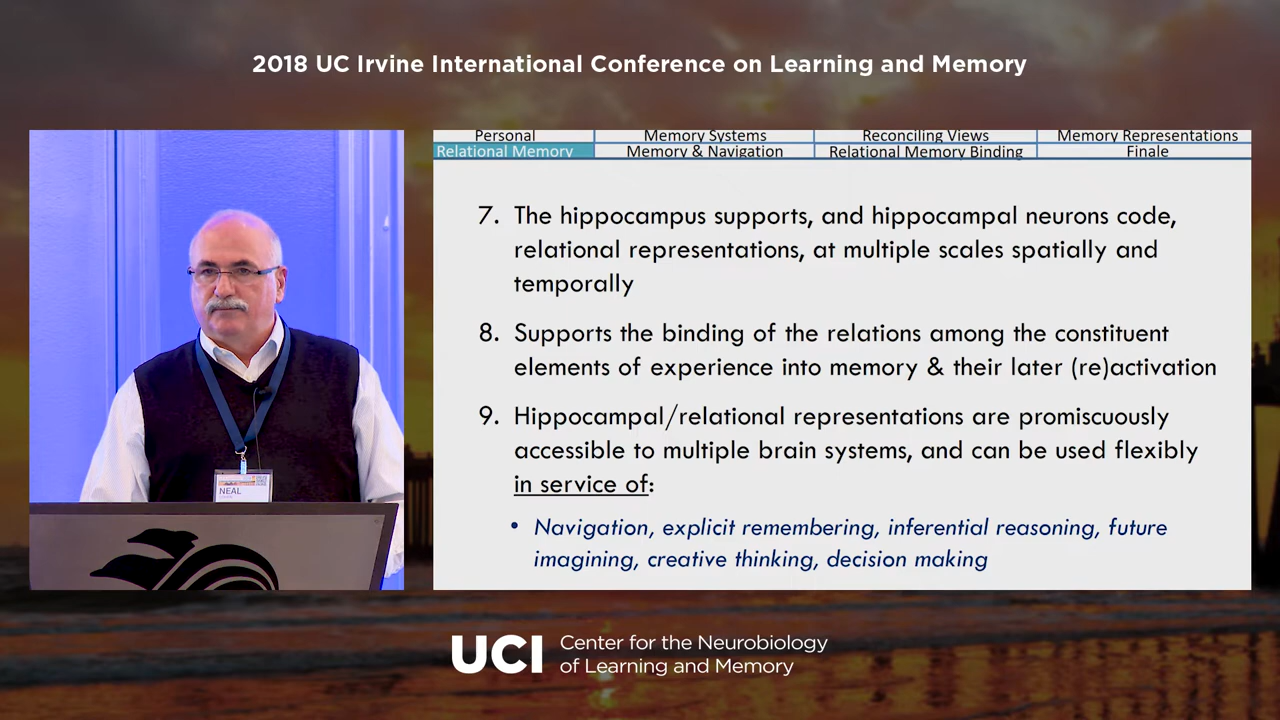 2018 UC Irvine International Conference on Learning and Memory
Personal
Memory Systems
Reconciling Views
Memory Representations
Relational Memory
Memory & Navigation
Relational Memory Binding
Finale
7. The hippocampus supports, and hippocampal neurons code,
relational representations, at multiple scales spatially and
temporally
8. Supports the binding of the relations among the constituent
elements of experience into memory & their later (re)activation
9. Hippocampal/relational representations are promiscuously
accessible to multiple brain systems, and can be used flexibly
in service of:
• Navigation, explicit remembering, inferential reasoning, future
imagining, creative thinking, decision making
NEAL
UCI Center for the Neurobiology
of Learning and Memory